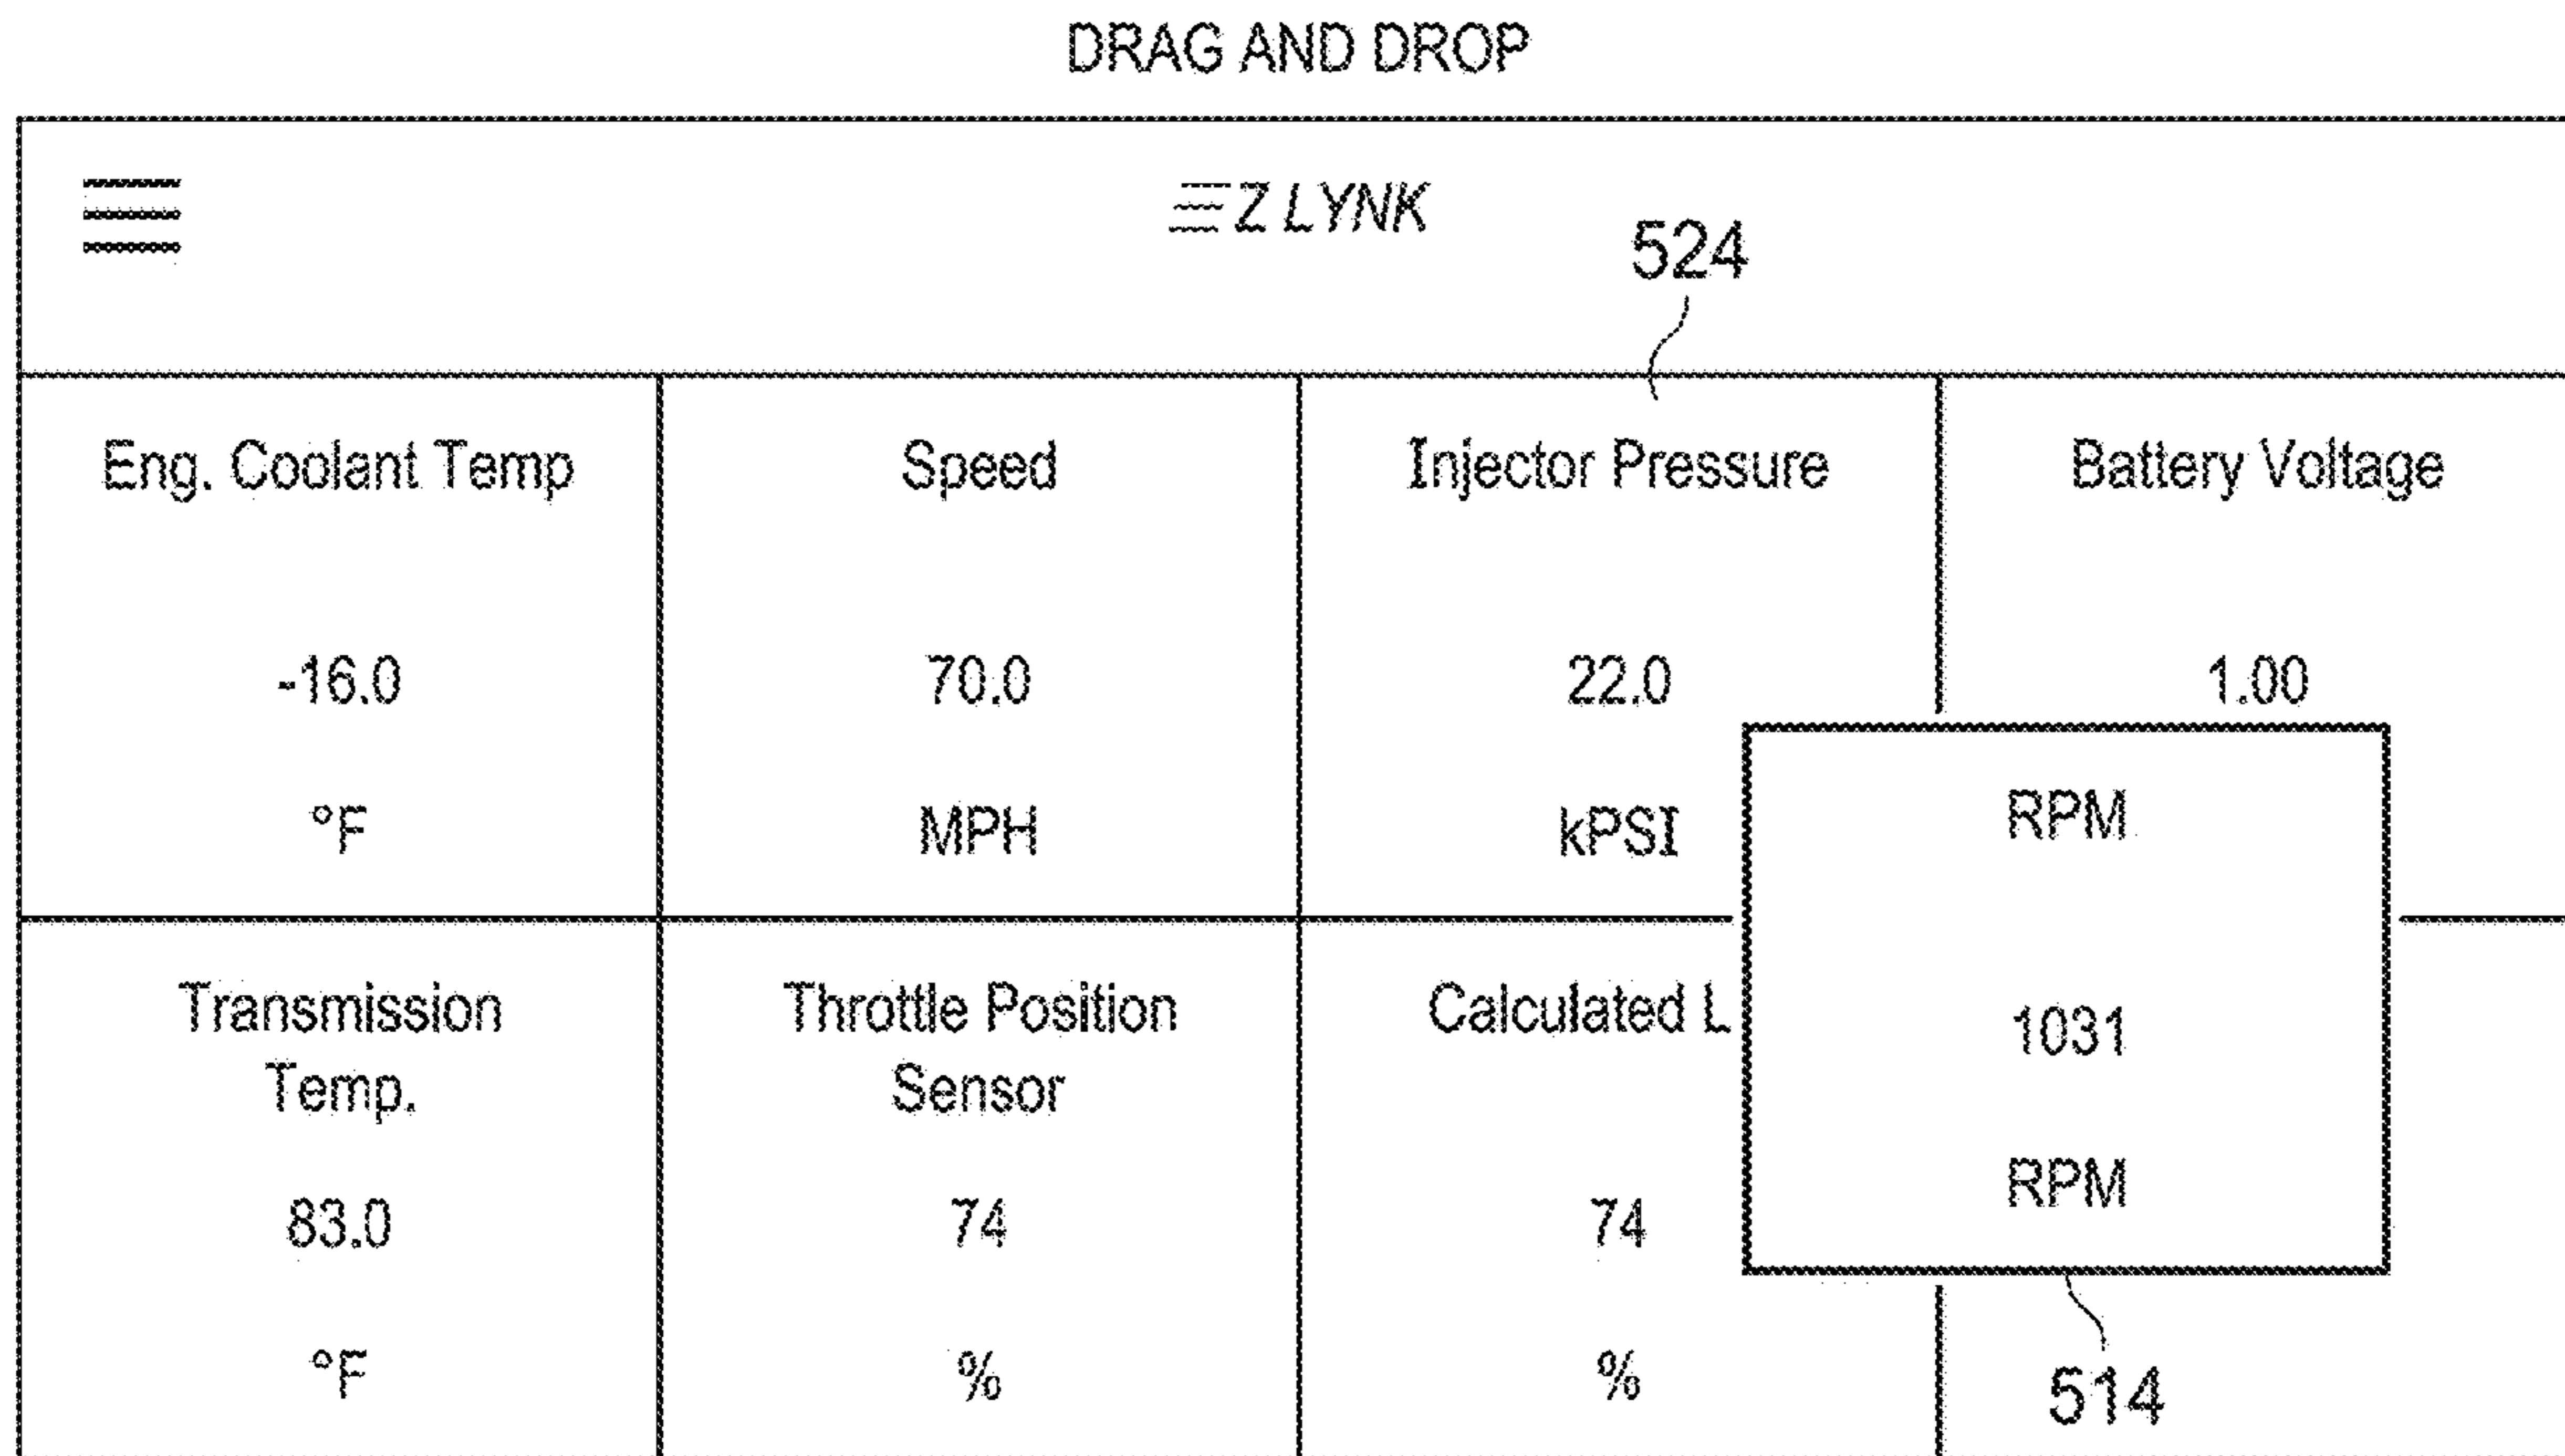 DRAG AND DROP
Z LYNK
524
Eng. Coolant Temp
-16.0
°F
Speed
70.0
MPH
Injector Pressure
22.0
kPSI
Battery Voltage
1.00
Transmission
Temp.
83.0
°F
Throttle Position
Sensor
74
%
Calculated L
74
%
RPM
1031
RPM
514